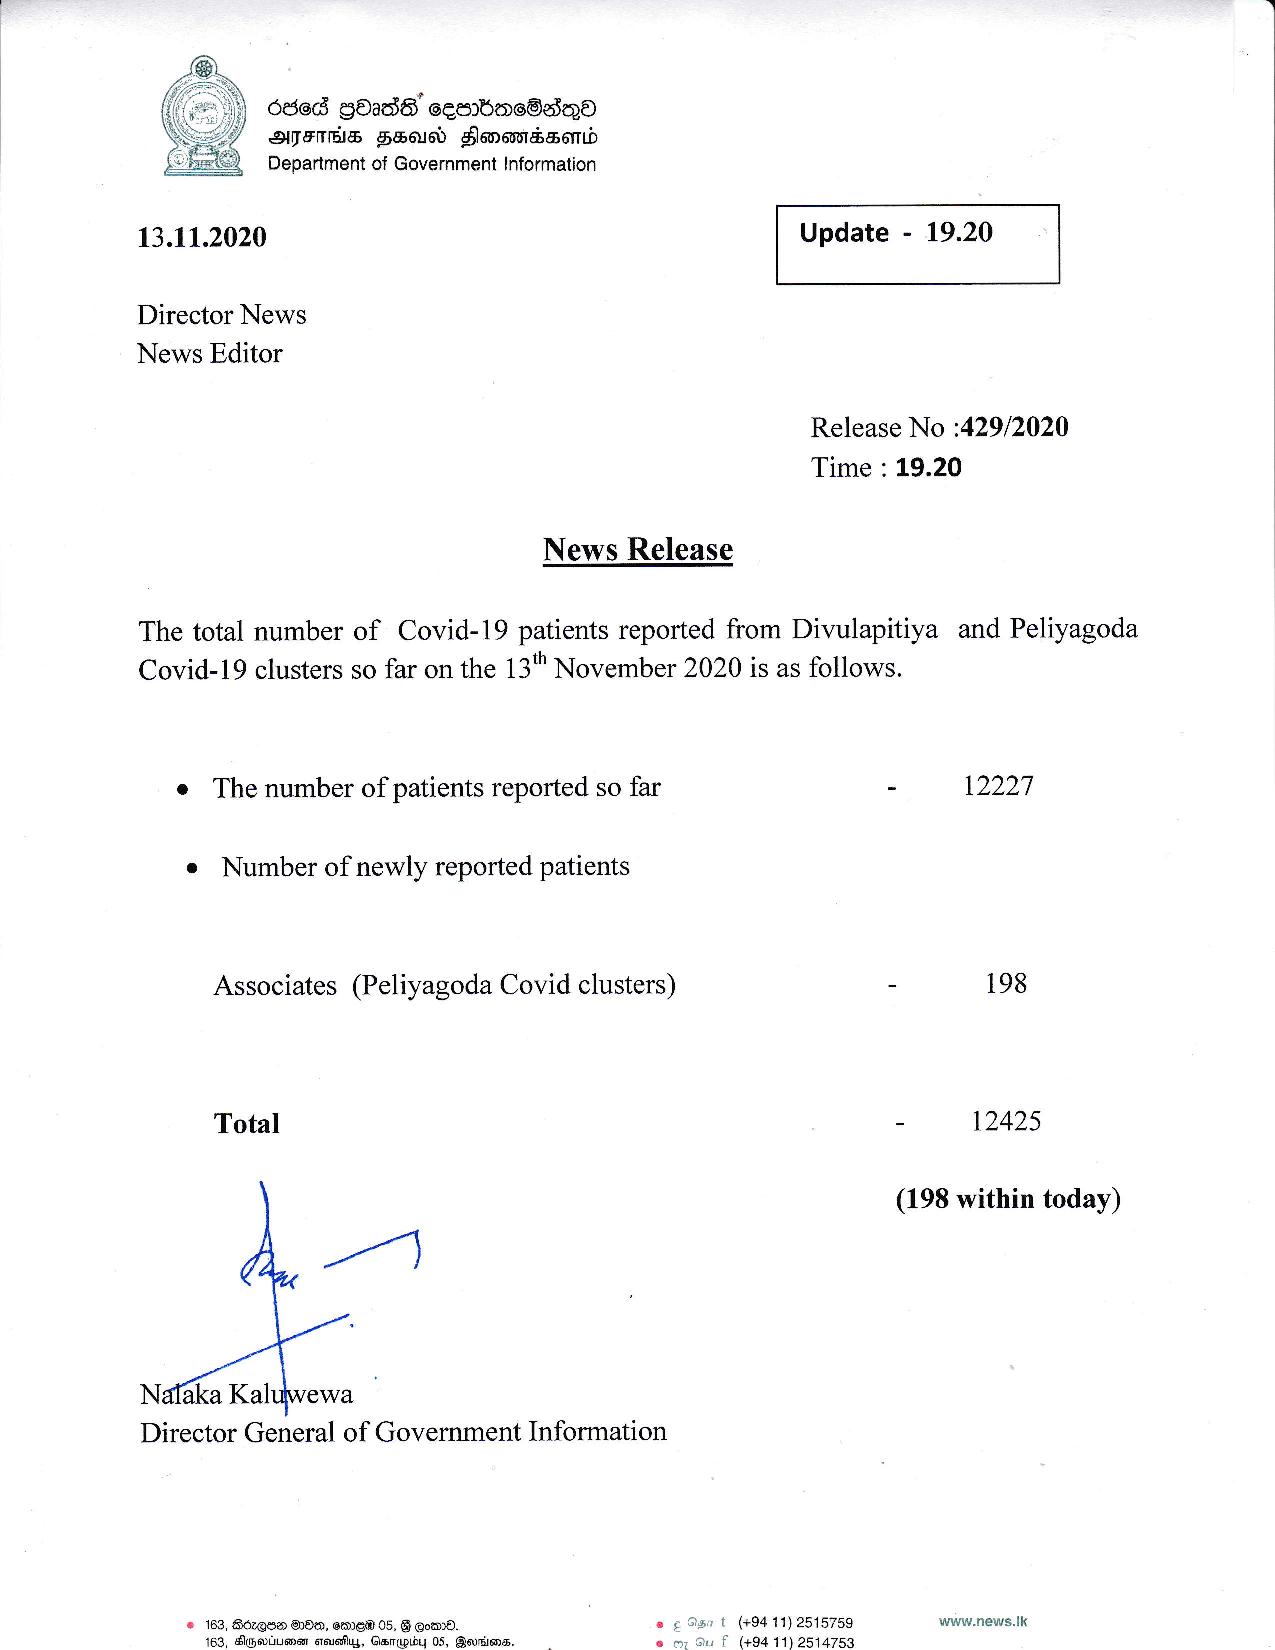 රජයේ ප්‍රවෘත්ති දෙපාර්තමේන්තුව
அரசாங்க தகவல் திணைக்களம்
Department of Government Information
13.11.2020
Update - 19.20
Director News
News Editor
Release No :429/2020
Time : 19.20
News Release
The total number of Covid-19 patients reported from Divulapitiya and Peliyagoda
Covid-19 clusters so far on the 13th November 2020 is as follows.
• The number of patients reported so far - 12227
• Number of newly reported patients
Associates (Peliyagoda Covid clusters) - 198
Total - 12425
(198 within today)
Nalaka Kaluwewa
Director General of Government Information
• 163, කිරුලපන මාවත, කොළඹ 05, ශ්‍රී ලංකාව.
163, கிருலப்பனை எவனியூ, கொழும்பு 05, இலங்கை.
• දු தொ t (+94 11) 2515759
• f (+94 11) 2514753
www.news.lk